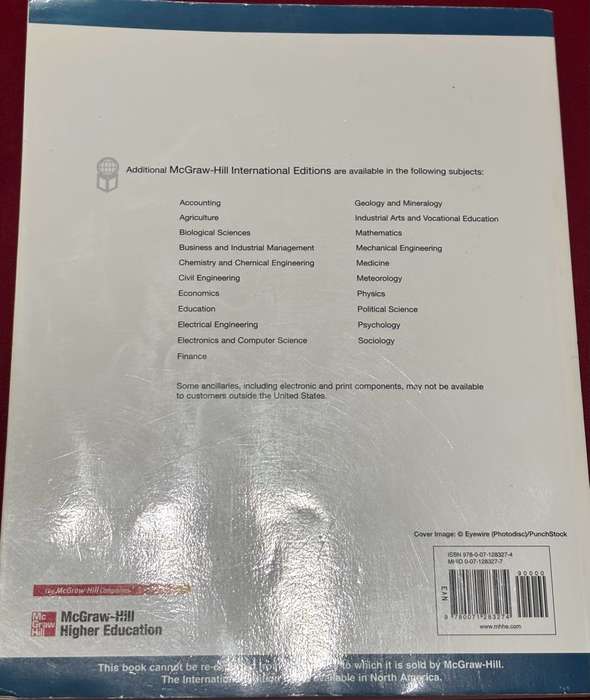 Additional McGraw-Hill International Editions are available in the following subjects:
Accounting
Agriculture
Biological Sciences
Business and Industrial Management
Chemistry and Chemical Engineering
Civil Engineering
Economics
Education
Electrical Engineering
Electronics and Computer Science
Finance
Geology and Mineralogy
Industrial Arts and Vocational Education
Mathematics
Mechanical Engineering
Medicine
Meteorology
Physics
Political Science
Psychology
Sociology
Some ancillaries, including electronic and print components, may not be available
to customers outside the United States.
Cover Image: © Eyewire (Photodisc)/PunchStock
ISBN 978-0-07-128327-4
MHID 0-07-128327-7
90000
EAN
9 780071 283274
www.mhhe.com
The McGraw-Hill Companies
Mc
Graw
Hill
McGraw-Hill
Higher Education
This book cannot be to which it is sold by McGraw-Hill.
The International in North America.